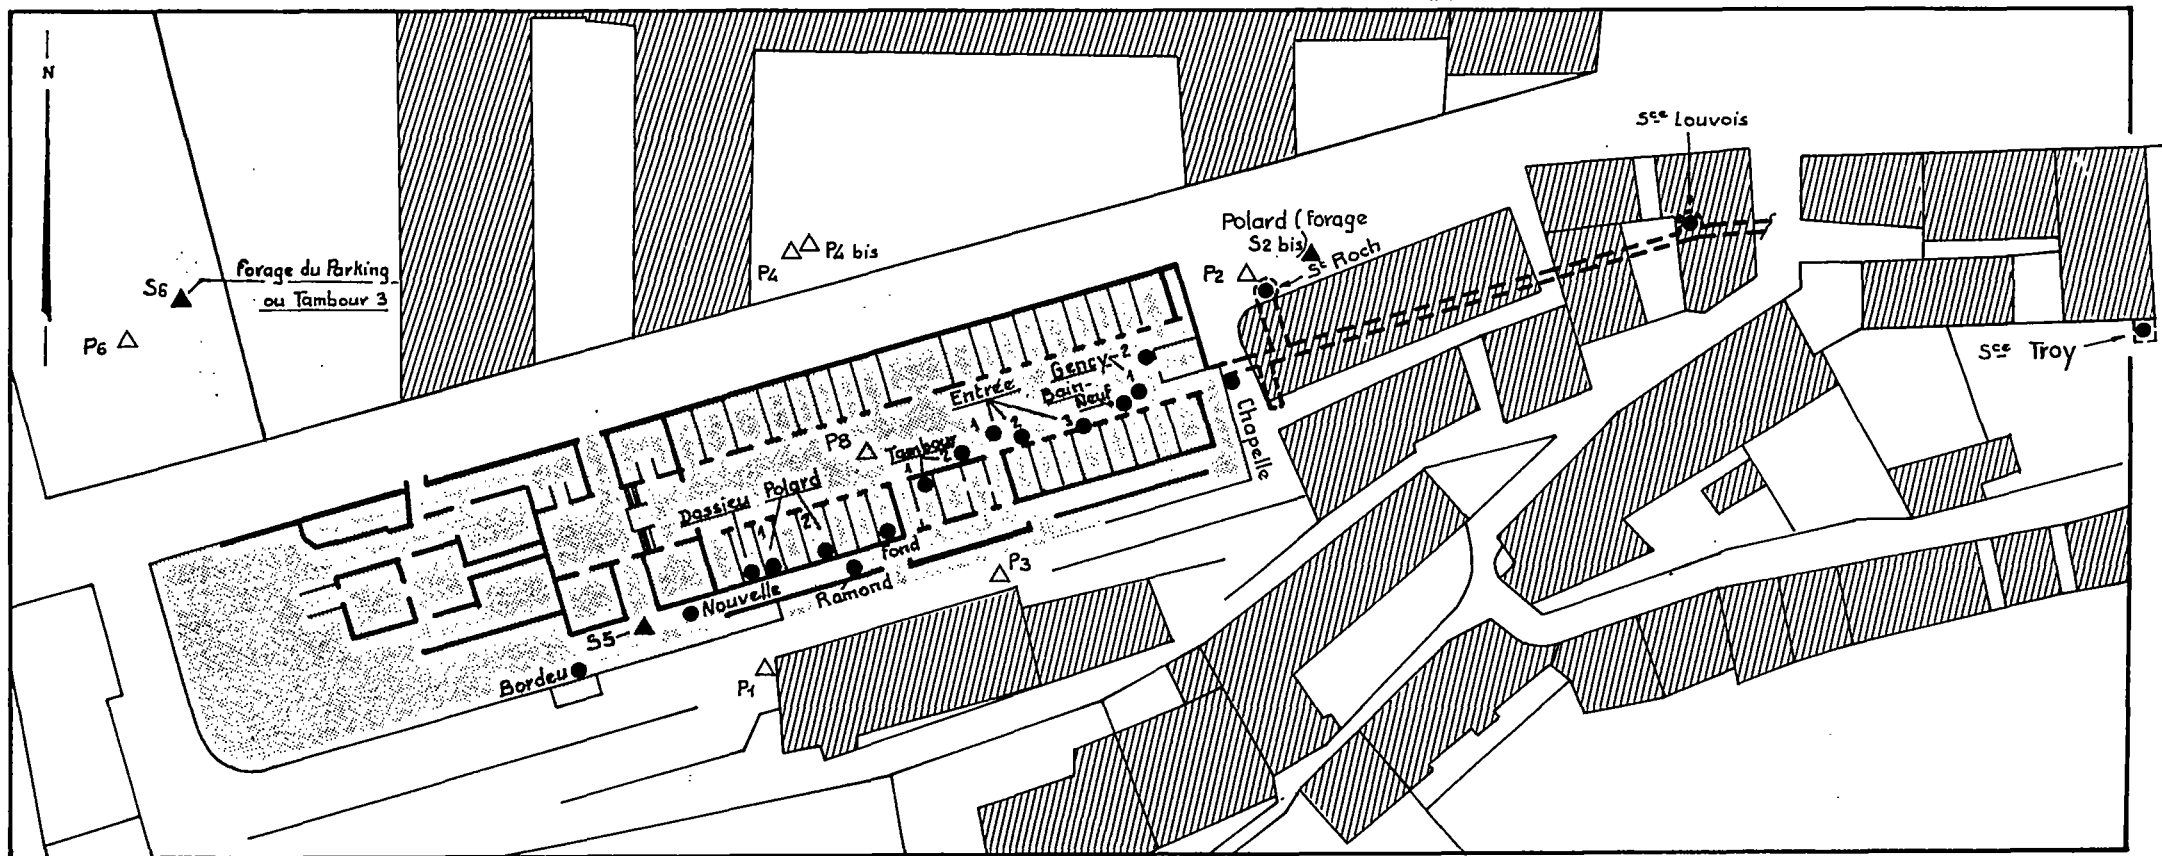 N
Sce Louvois
Polard (forage
S2 bis)
St Roch
P2
P4
P4 bis
S6
Forage du Parking
ou Tambour 3
P6
Sce Troy
Gency 2
1
Entrée
Bain-
Neuf
1
2
3
Chapelle
P8
Tambour
1
2
Dassieu
Polard
1
2
Fond
P3
Nouvelle
Ramond
S5
Bordeu
P1